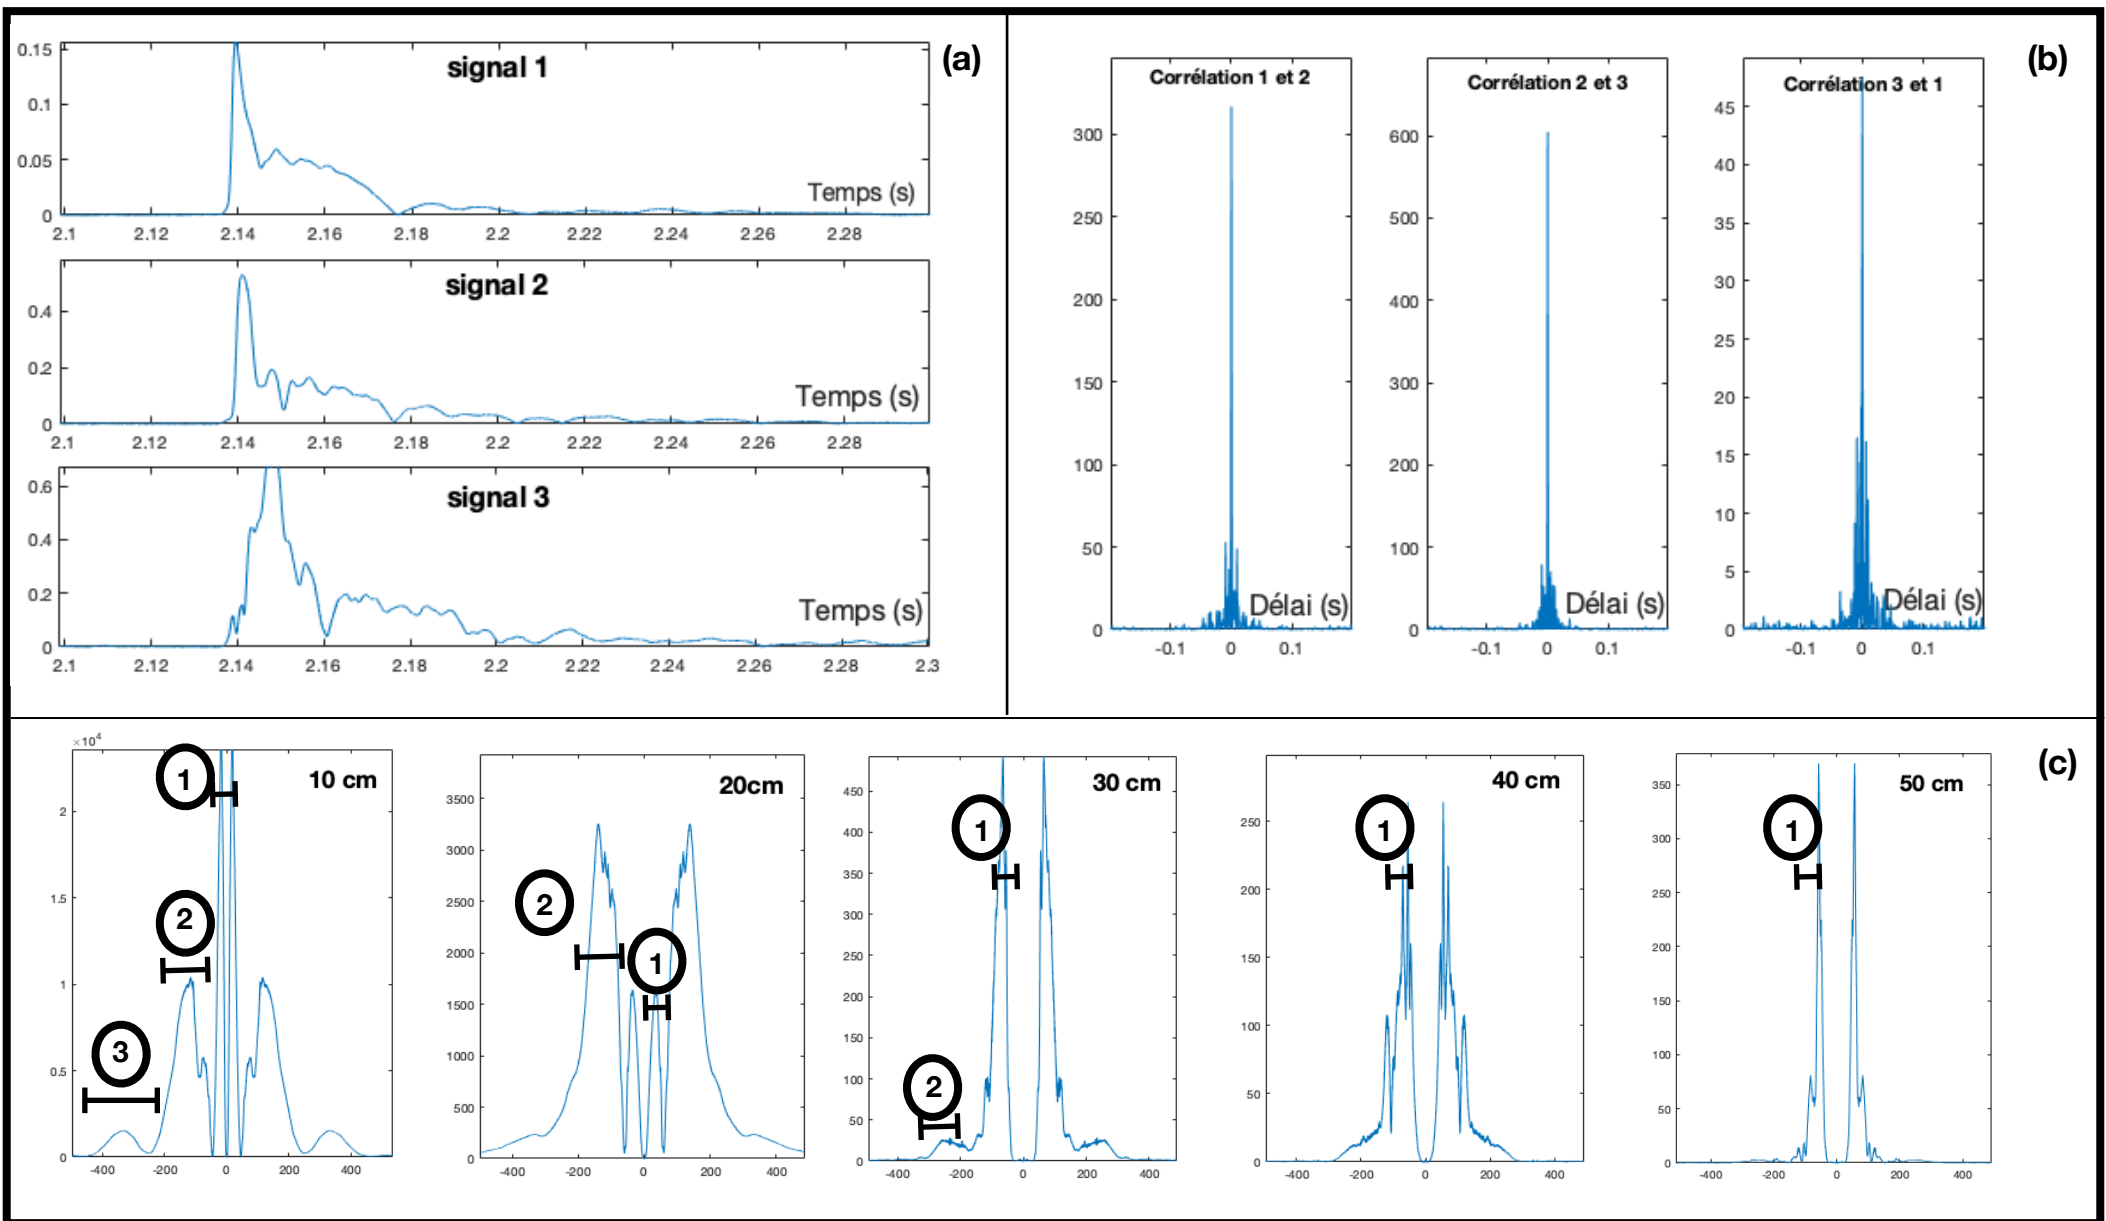 (a)
signal 1
0.15
0.1
0.05
0
Temps (s)
2.1 2.12 2.14 2.16 2.18 2.2 2.22 2.24 2.26 2.28
signal 2
0.4
0.2
0
Temps (s)
2.1 2.12 2.14 2.16 2.18 2.2 2.22 2.24 2.26 2.28
signal 3
0.6
0.4
0.2
0
Temps (s)
2.1 2.12 2.14 2.16 2.18 2.2 2.22 2.24 2.26 2.28 2.3
(b)
Corrélation 1 et 2
300
250
200
150
100
50
0
Délai (s)
-0.1 0 0.1
Corrélation 2 et 3
600
500
400
300
200
100
0
Délai (s)
-0.1 0 0.1
Corrélation 3 et 1
45
40
35
30
25
20
15
10
5
0
Délai (s)
-0.1 0 0.1
(c)
×10⁴
10 cm
1
2
3
2
1.5
1
0.5
0
-400 -200 0 200 400
20cm
2
1
3500
3000
2500
2000
1500
1000
500
0
-400 -200 0 200 400
30 cm
1
2
450
400
350
300
250
200
150
100
50
0
-400 -200 0 200 400
40 cm
1
250
200
150
100
50
0
-400 -200 0 200 400
50 cm
1
350
300
250
200
150
100
50
0
-400 -200 0 200 400